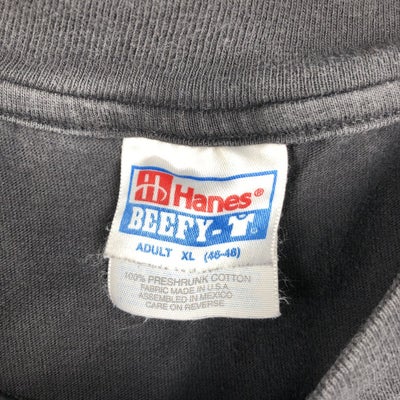 Hanes®
BEEFY-T®
ADULT XL (46-48)
100% PRESHRUNK COTTON
FABRIC MADE IN U.S.A.
ASSEMBLED IN MEXICO
CARE ON REVERSE